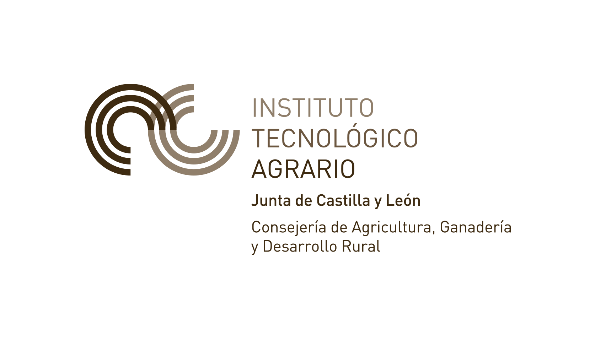 INSTITUTO
TECNOLÓGICO
AGRARIO
Junta de Castilla y León
Consejería de Agricultura, Ganadería
y Desarrollo Rural